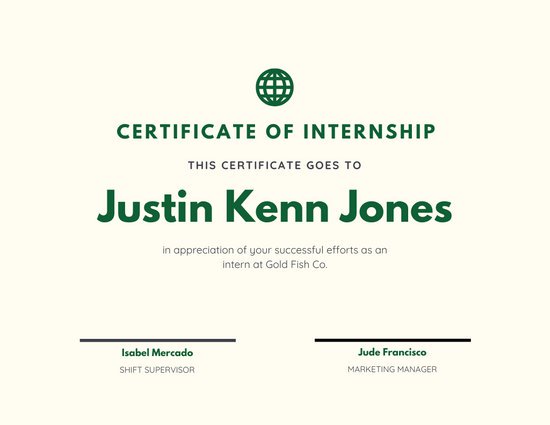 CERTIFICATE OF INTERNSHIP
THIS CERTIFICATE GOES TO
Justin Kenn Jones
in appreciation of your successful efforts as an
intern at Gold Fish Co.
Isabel Mercado
SHIFT SUPERVISOR
Jude Francisco
MARKETING MANAGER